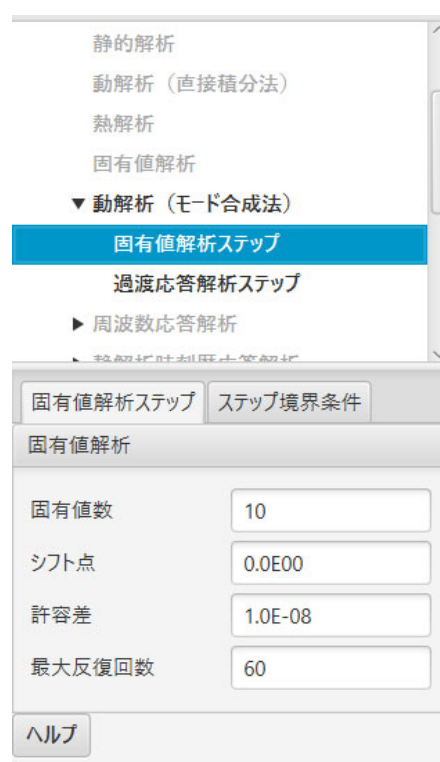 静的解析
動解析（直接積分法）
熱解析
固有値解析
▼ 動解析（モード合成法）
固有値解析ステップ
過渡応答解析ステップ
▶ 周波数応答解析
固有値解析ステップ ステップ境界条件
固有値解析
固有値数 10
シフト点 0.0E00
許容差 1.0E-08
最大反復回数 60
ヘルプ